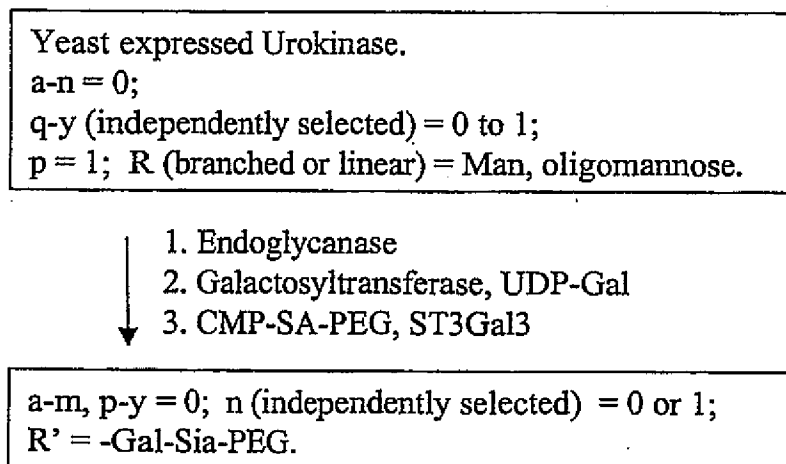 Yeast expressed Urokinase.
a-n = 0;
q-y (independently selected) = 0 to 1;
p = 1; R (branched or linear) = Man, oligomannose.
1. Endoglycanase
2. Galactosyltransferase, UDP-Gal
3. CMP-SA-PEG, ST3Gal3
a-m, p-y = 0; n (independently selected) = 0 or 1;
R' = -Gal-Sia-PEG.